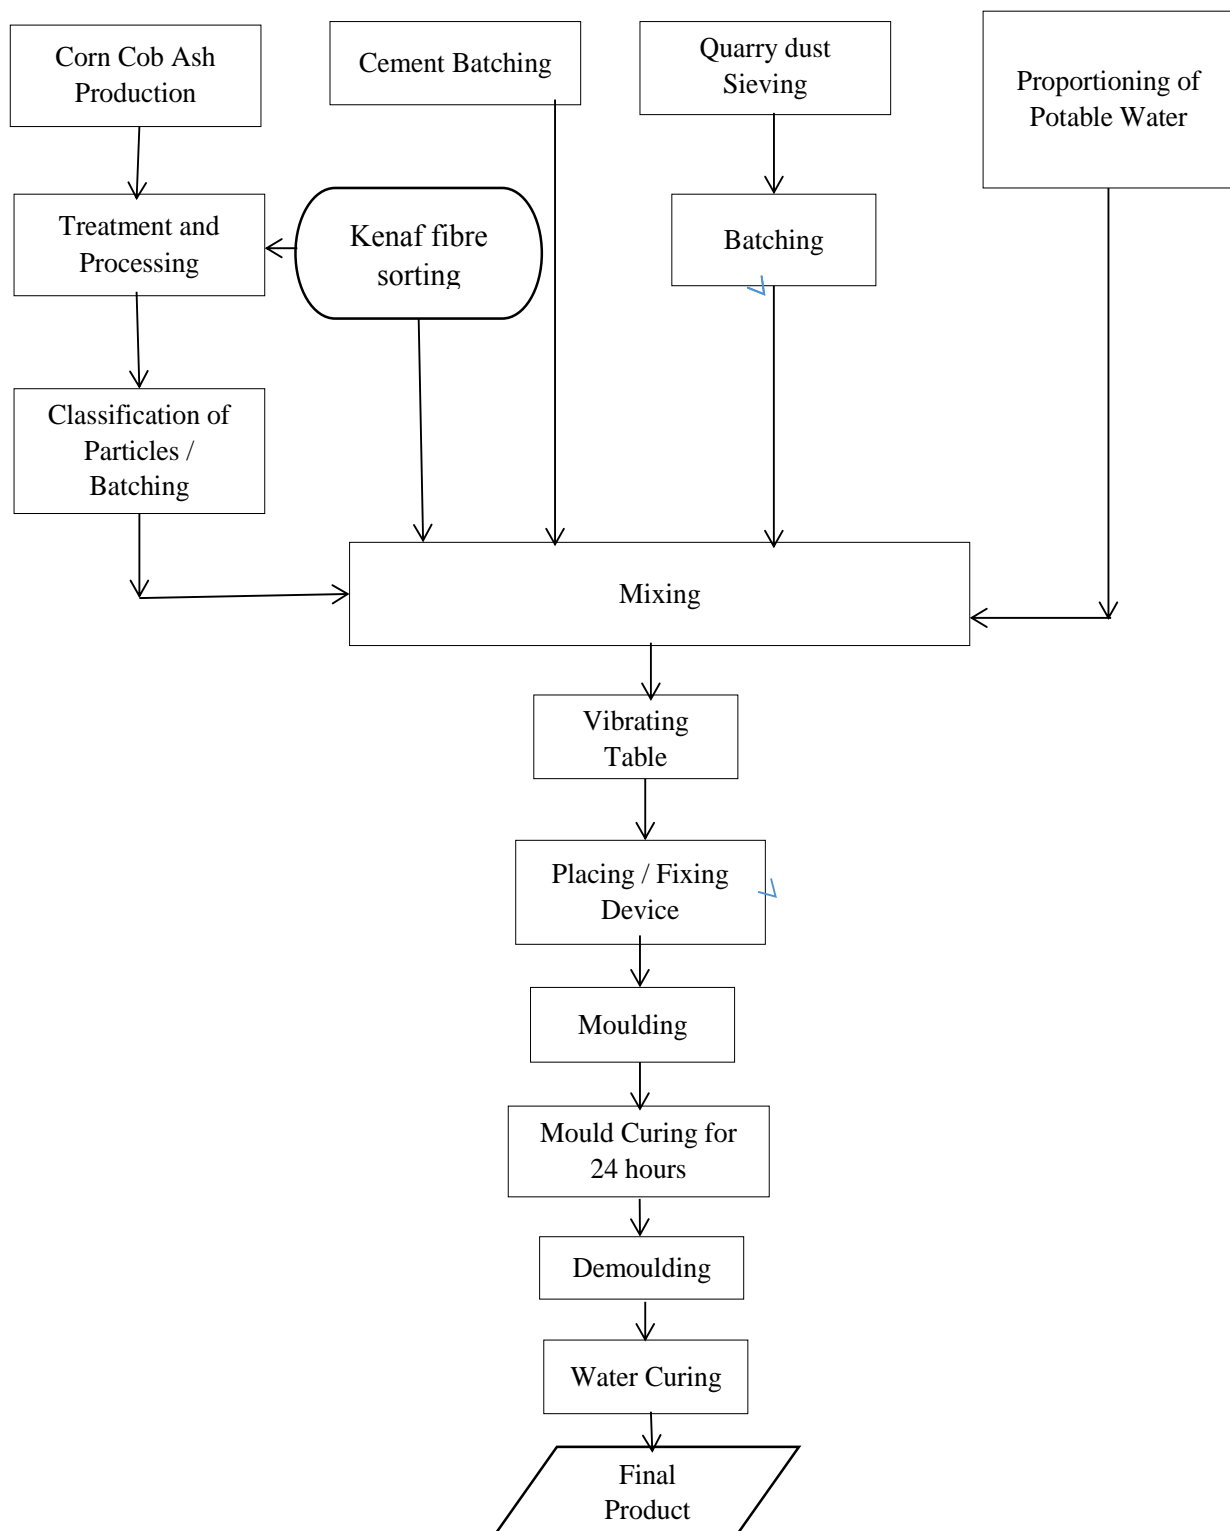 Corn Cob Ash
Production
Cement Batching
Quarry dust
Sieving
Proportioning of
Potable Water
Treatment and
Processing
Kenaf fibre
sorting
Batching
Classification of
Particles /
Batching
Mixing
Vibrating
Table
Placing / Fixing
Device
Moulding
Mould Curing for
24 hours
Demoulding
Water Curing
Final
Product